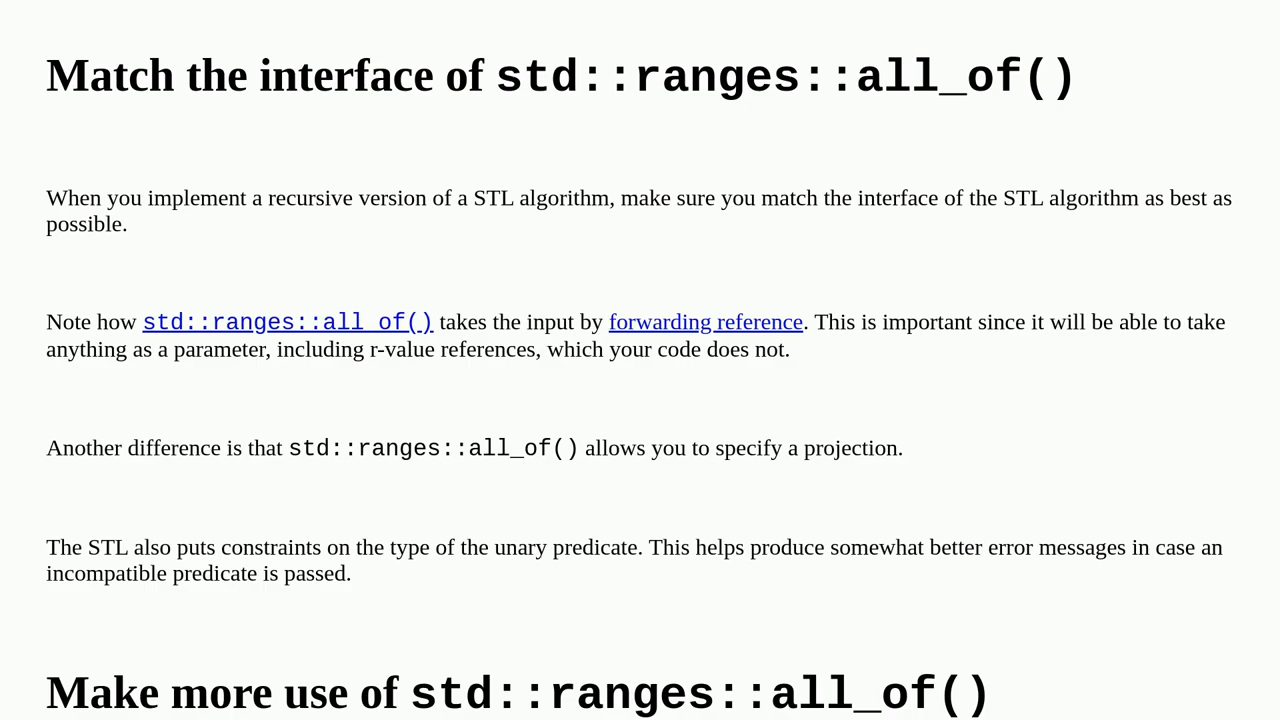 Match the interface of std::ranges::all_of()
When you implement a recursive version of a STL algorithm, make sure you match the interface of the STL algorithm as best as
possible.
Note how std::ranges::all_of() takes the input by forwarding reference. This is important since it will be able to take
anything as a parameter, including r-value references, which your code does not.
Another difference is that std::ranges::all_of() allows you to specify a projection.
The STL also puts constraints on the type of the unary predicate. This helps produce somewhat better error messages in case an
incompatible predicate is passed.
Make more use of std::ranges::all_of()